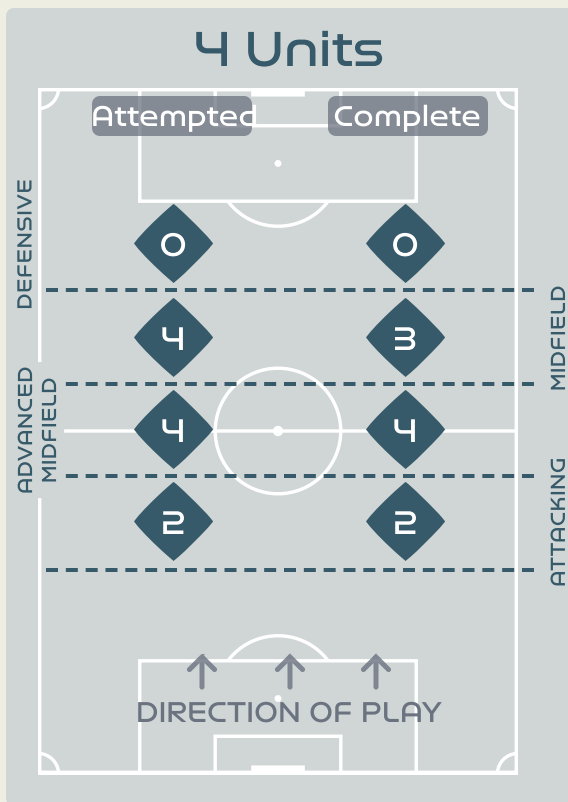 4 Units
Attempted
Complete
DEFENSIVE
0
0
MIDFIELD
4
3
ADVANCED
MIDFIELD
4
4
ATTACKING
2
2
DIRECTION OF PLAY